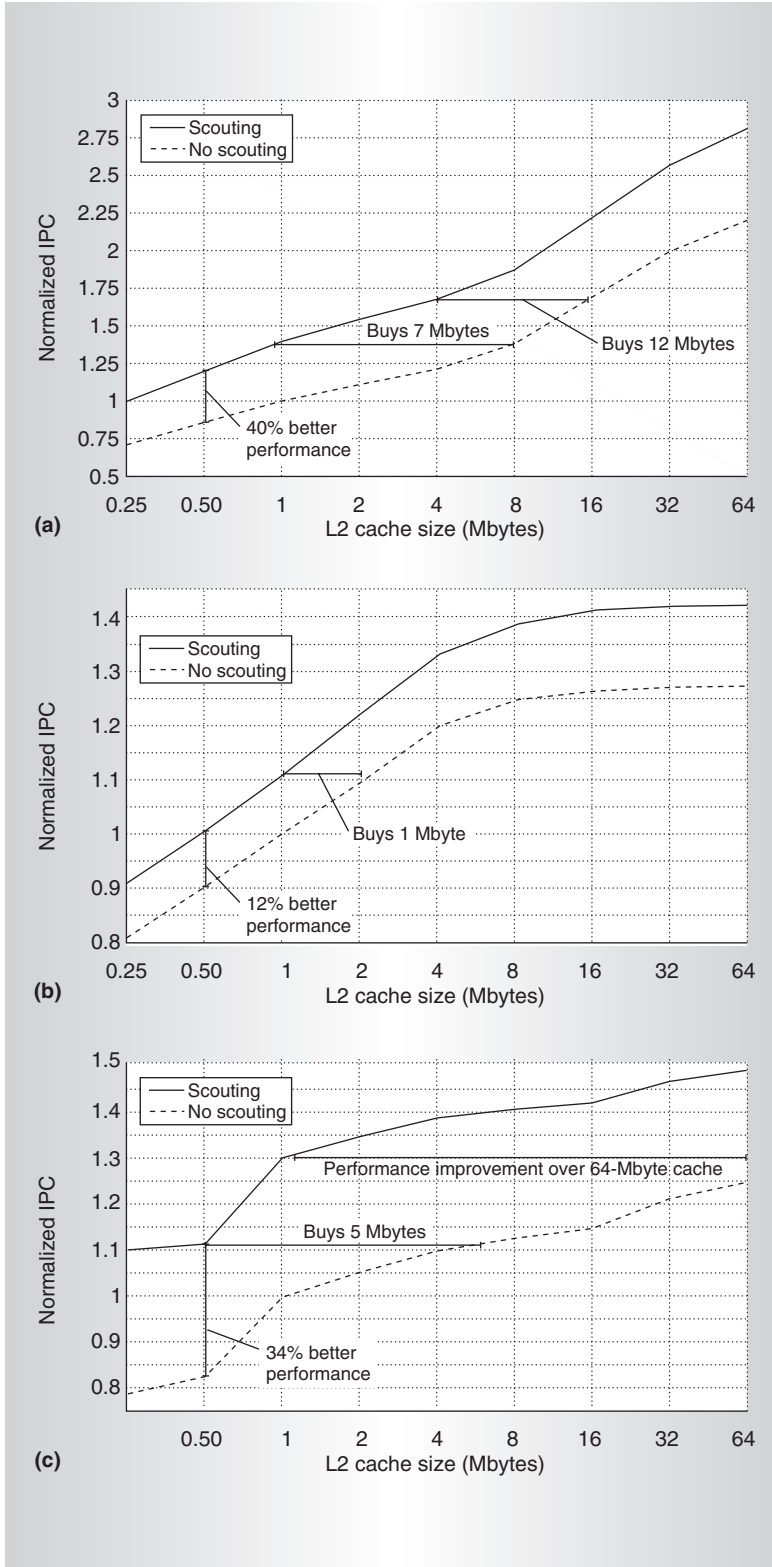 3
2.75
2.5
2.25
2
1.75
1.5
1.25
1
0.75
0.5
Normalized IPC
Scouting
No scouting
Buys 7 Mbytes
Buys 12 Mbytes
40% better
performance
0.25 0.50 1 2 4 8 16 32 64
L2 cache size (Mbytes)
(a)
1.4
1.3
1.2
1.1
1
0.9
0.8
Normalized IPC
Scouting
No scouting
Buys 1 Mbyte
12% better
performance
0.25 0.50 1 2 4 8 16 32 64
L2 cache size (Mbytes)
(b)
1.5
1.4
1.3
1.2
1.1
1
0.9
0.8
Normalized IPC
Scouting
No scouting
Performance improvement over 64-Mbyte cache
Buys 5 Mbytes
34% better
performance
0.50 1 2 4 8 16 32 64
L2 cache size (Mbytes)
(c)